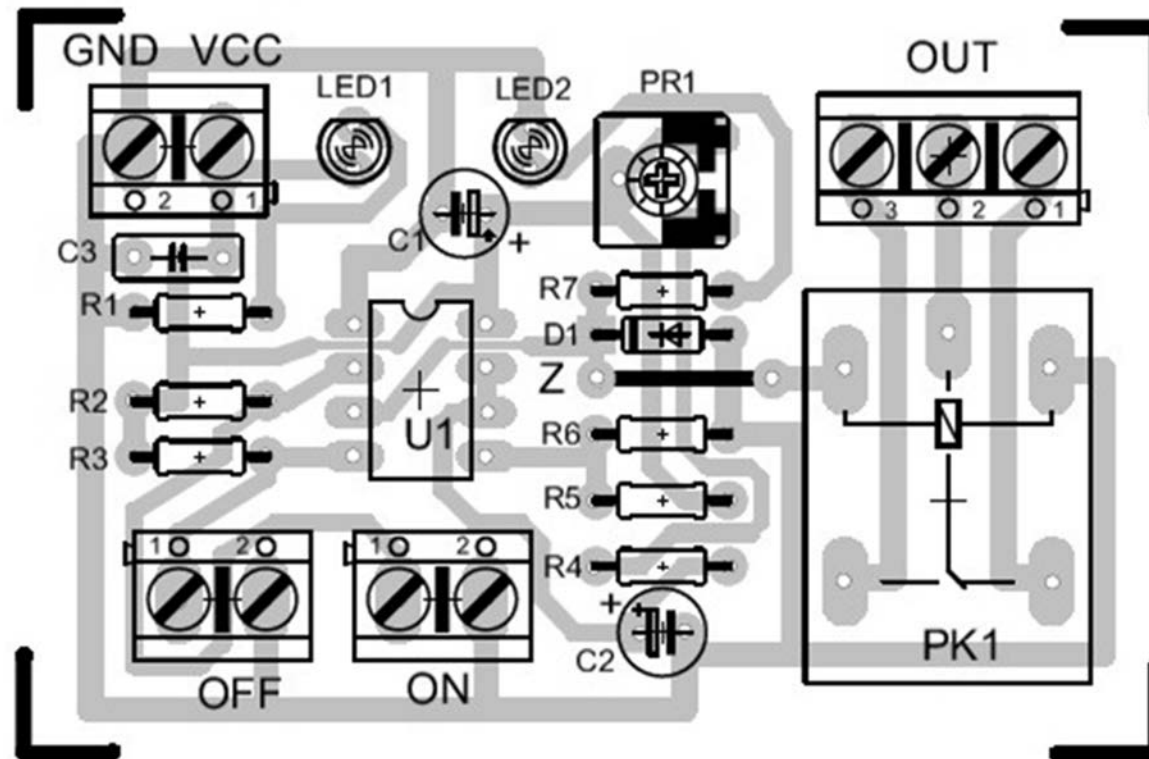 GND VCC
LED1
LED2
PR1
OUT
2 1
3 2 1
C3
C1 +
R1
R7
D1
Z
R2
U1
R6
R3
R5
R4
1 2
1 2
+
C2
PK1
OFF
ON